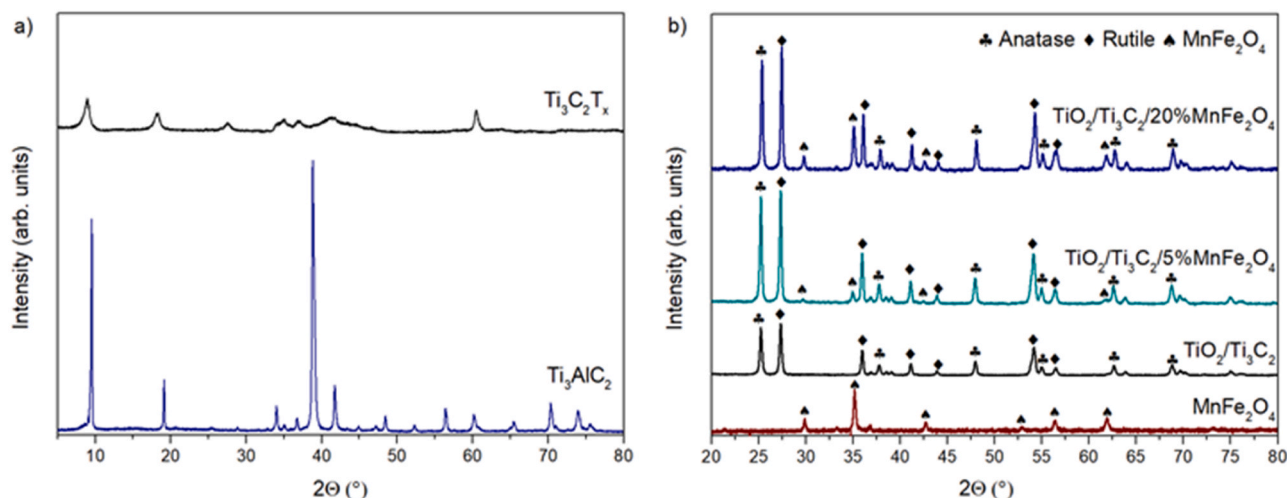 a)
Ti₃C₂Tₓ
Ti₃AlC₂
Intensity (arb. units)
10 20 30 40 50 60 70 80
2Θ (°)
b)
♣ Anatase ♦ Rutile ♠ MnFe₂O₄
TiO₂/Ti₃C₂/20%MnFe₂O₄
TiO₂/Ti₃C₂/5%MnFe₂O₄
TiO₂/Ti₃C₂
MnFe₂O₄
Intensity (arb. units)
20 25 30 35 40 45 50 55 60 65 70 75 80
2Θ (°)